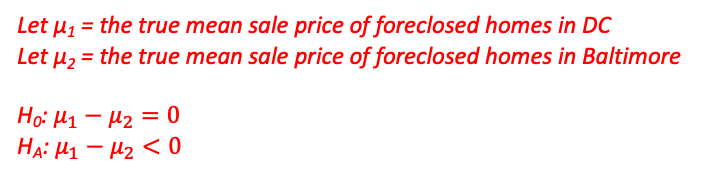 Let μ₁ = the true mean sale price of foreclosed homes in DC
Let μ₂ = the true mean sale price of foreclosed homes in Baltimore
H₀: μ₁ − μ₂ = 0
H_A: μ₁ − μ₂ < 0